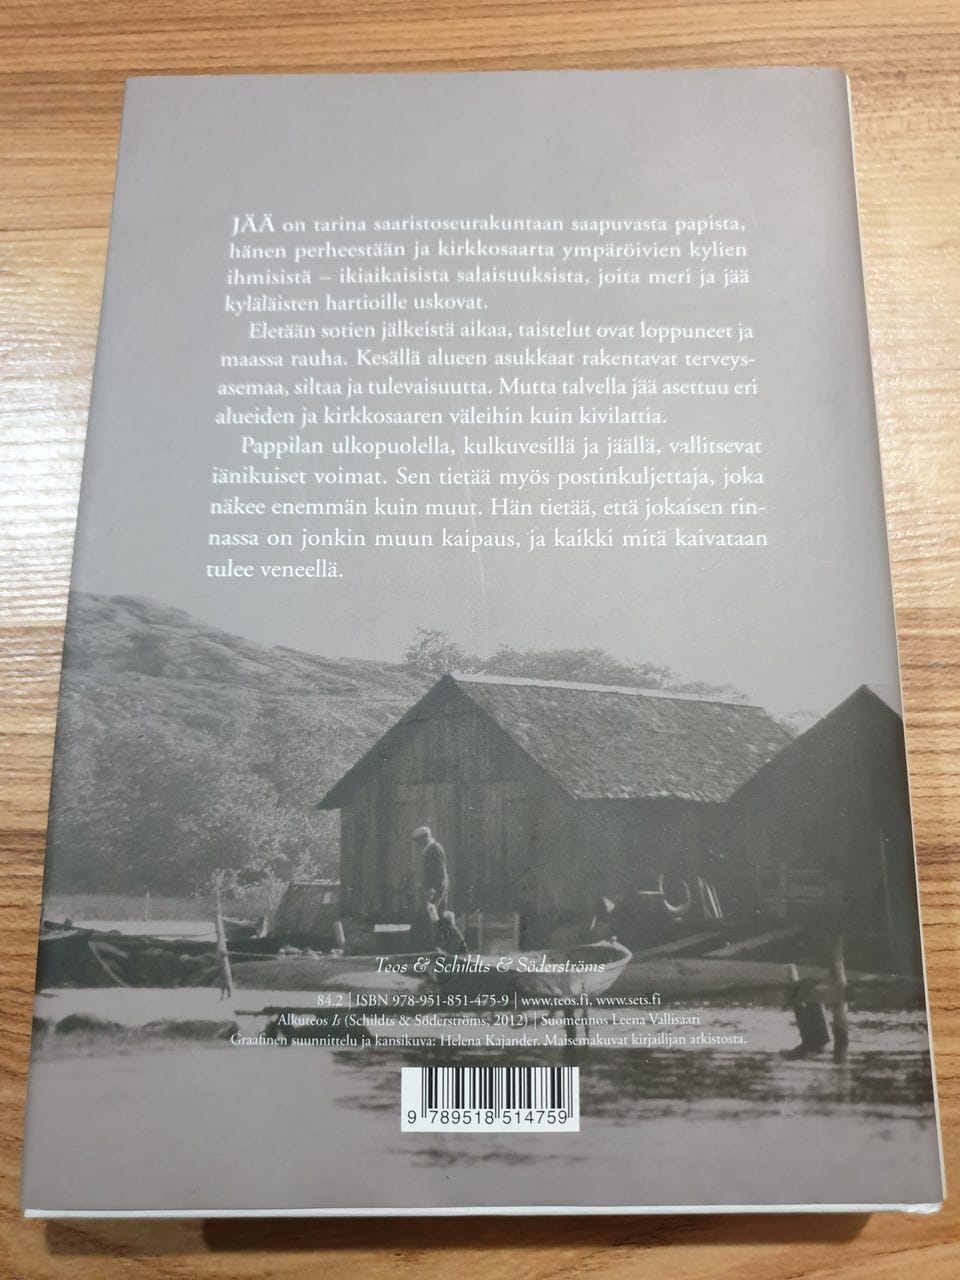 JÄÄ on tarina saaristoseurakuntaan saapuvasta papista,
hänen perheestään ja kirkkosaarta ympäröivien kylien
ihmisistä – ikiaikaisista salaisuuksista, joita meri ja jää
kyläläisten hartioille uskovat.
Eletään sotien jälkeistä aikaa, taistelut ovat loppuneet ja
maassa rauha. Kesällä alueen asukkaat rakentavat terveys-
asemaa, siltaa ja tulevaisuutta. Mutta talvella jää asettuu eri
alueiden ja kirkkosaaren väleihin kuin kivilattia.
Pappilan ulkopuolella, kulkuvesillä ja jäällä, vallitsevat
iänikuiset voimat. Sen tietää myös postinkuljettaja, joka
näkee enemmän kuin muut. Hän tietää, että jokaisen rin-
nassa on jonkin muun kaipaus, ja kaikki mitä kaivataan
tulee veneellä.
Teos & Schildts & Söderströms
84.2 | ISBN 978-951-851-475-9 | www.teos.fi, www.sets.fi
Alkuteos Is (Schildts & Söderströms, 2012) | Suomennos Leena Vallisaari
Graafinen suunnittelu ja kansikuva: Helena Kajander. Maisemakuvat kirjailijan arkistosta.
9 789518 514759